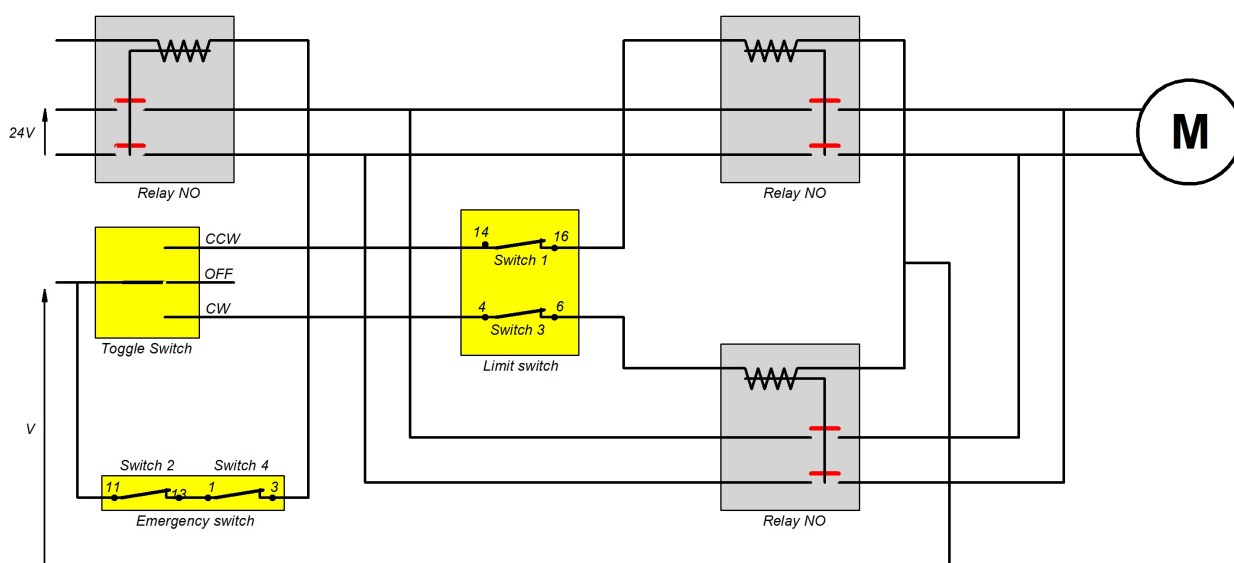 24V
Relay NO
Relay NO
M
CCW
OFF
CW
Toggle Switch
14
16
Switch 1
4
6
Switch 3
Limit switch
V
Switch 2
Switch 4
11
13
1
3
Emergency switch
Relay NO